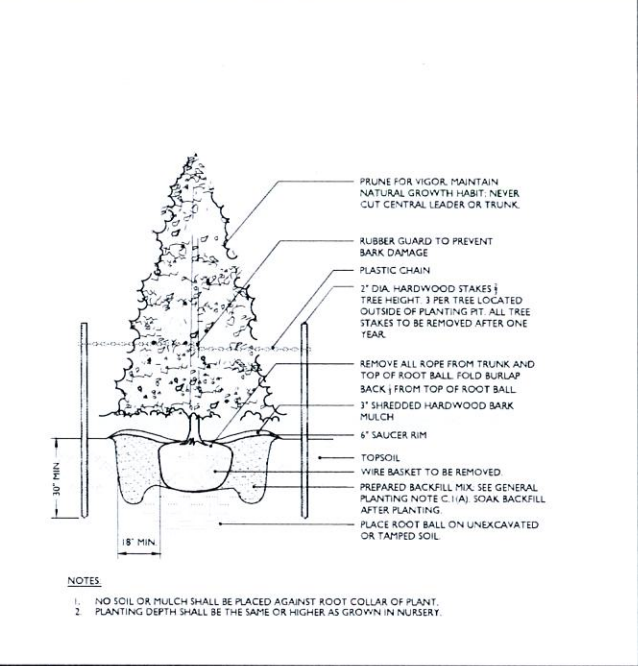 PRUNE FOR VIGOR. MAINTAIN
NATURAL GROWTH HABIT; NEVER
CUT CENTRAL LEADER OR TRUNK.
RUBBER GUARD TO PREVENT
BARK DAMAGE
PLASTIC CHAIN
2" DIA. HARDWOOD STAKES
TREE HEIGHT. 3 PER TREE LOCATED
OUTSIDE OF PLANTING PIT. ALL TREE
STAKES TO BE REMOVED AFTER ONE
YEAR.
REMOVE ALL ROPE FROM TRUNK AND
TOP OF ROOT BALL. FOLD BURLAP
BACK FROM TOP OF ROOT BALL
3" SHREDDED HARDWOOD BARK
MULCH
6" SAUCER RIM
TOPSOIL
WIRE BASKET TO BE REMOVED.
PREPARED BACKFILL MIX. SEE GENERAL
PLANTING NOTE C.1(A). SOAK BACKFILL
AFTER PLANTING.
PLACE ROOT BALL ON UNEXCAVATED
OR TAMPED SOIL
30" MIN.
18" MIN.
NOTES:
1. NO SOIL OR MULCH SHALL BE PLACED AGAINST ROOT COLLAR OF PLANT.
2. PLANTING DEPTH SHALL BE THE SAME OR HIGHER AS GROWN IN NURSERY.